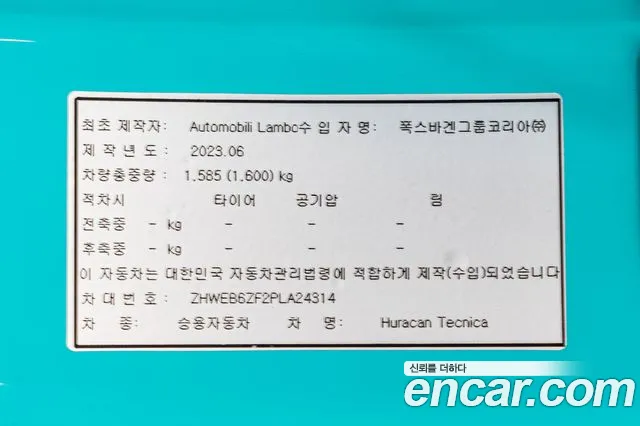 최초 제작자: Automobili Lambo수 입 자 명: 폭스바겐그룹코리아㈜
제 작 년 도 : 2023.06
차량총중량 : 1,585 (1,600) kg
적차시 타이어 공기압 림
전축중 - kg - - -
후축중 - kg - - -
이 자동차는 대한민국 자동차관리법령에 적합하게 제작(수입)되었습니다
차 대 번 호 : ZHWEB6ZF2PLA24314
차 종: 승용자동차 차 명: Huracan Tecnica
신뢰를 더하다
encar.com